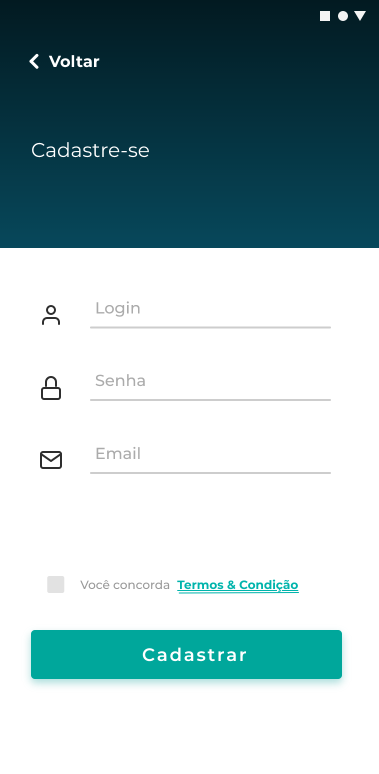 Voltar
Cadastre-se
Login
Senha
Email
Você concorda Termos & Condição
Cadastrar